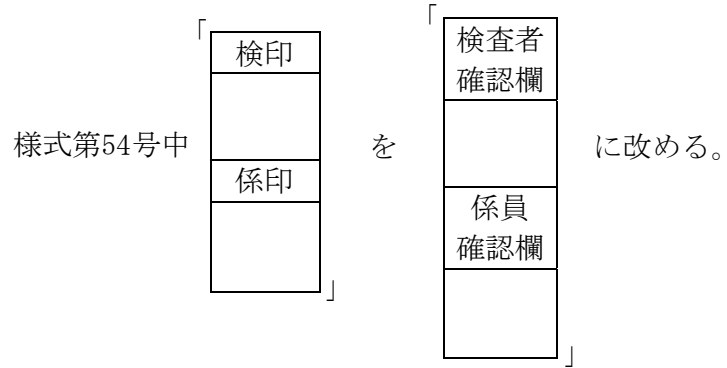 様式第54号中
「
検印
係印
」
を
「
検査者
確認欄
係員
確認欄
」
に改める。